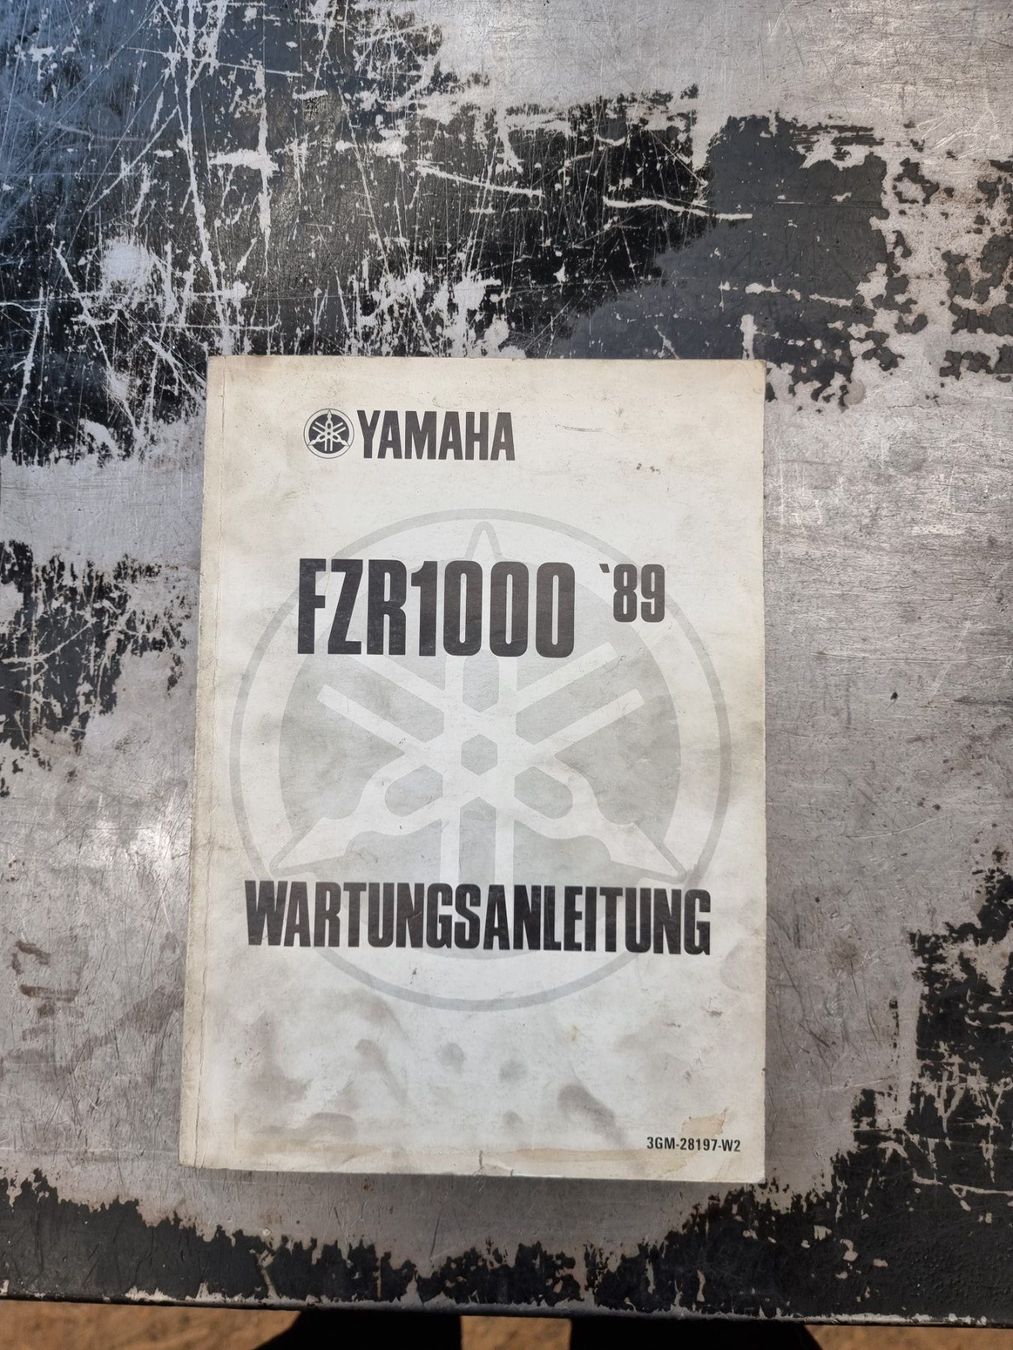 YAMAHA
FZR1000 '89
WARTUNGSANLEITUNG
3GM-28197-W2